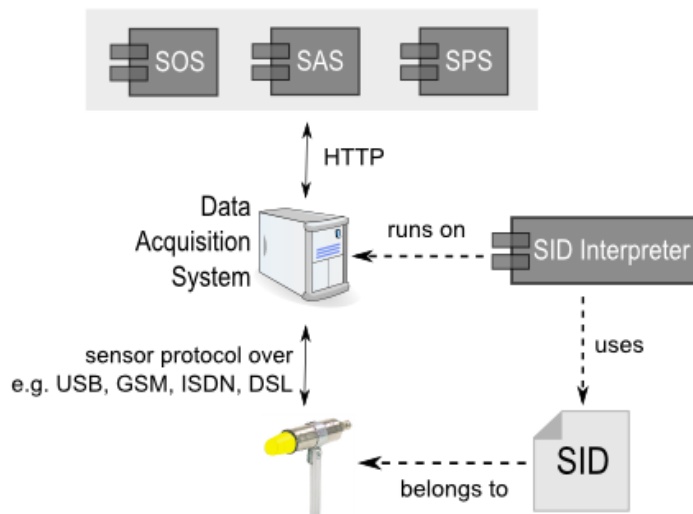 SOS
SAS
SPS
HTTP
Data
Acquisition
System
runs on
SID Interpreter
sensor protocol over
e.g. USB, GSM, ISDN, DSL
uses
SID
belongs to